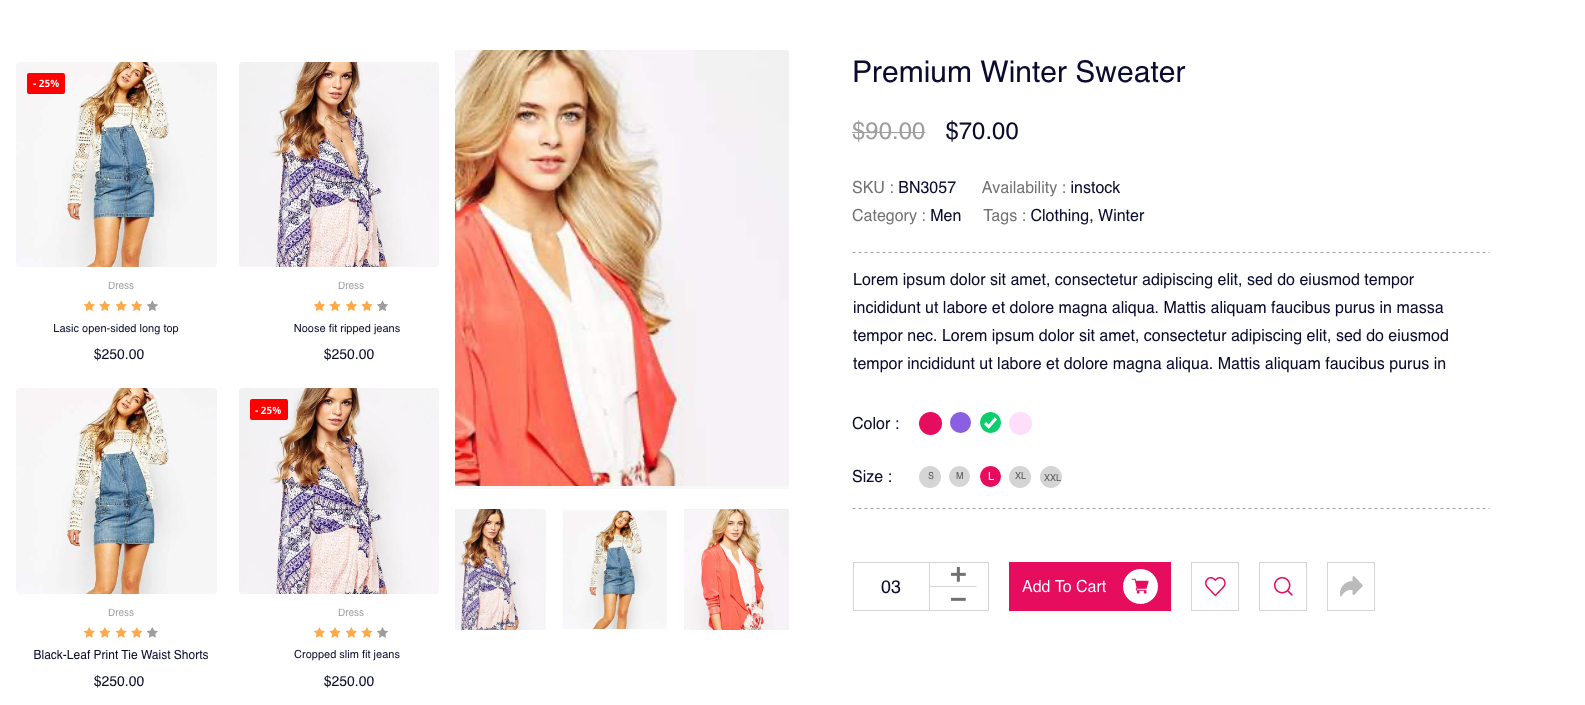 - 25%
Dress
Lasic open-sided long top
$250.00
Dress
Noose fit ripped jeans
$250.00
Dress
Black-Leaf Print Tie Waist Shorts
$250.00
- 25%
Dress
Cropped slim fit jeans
$250.00
Premium Winter Sweater
$90.00 $70.00
SKU : BN3057 Availability : instock
Category : Men Tags : Clothing, Winter
Lorem ipsum dolor sit amet, consectetur adipiscing elit, sed do eiusmod tempor
incididunt ut labore et dolore magna aliqua. Mattis aliquam faucibus purus in massa
tempor nec. Lorem ipsum dolor sit amet, consectetur adipiscing elit, sed do eiusmod
tempor incididunt ut labore et dolore magna aliqua. Mattis aliquam faucibus purus in
Color :
Size : S M L XL XXL
03 + − Add To Cart